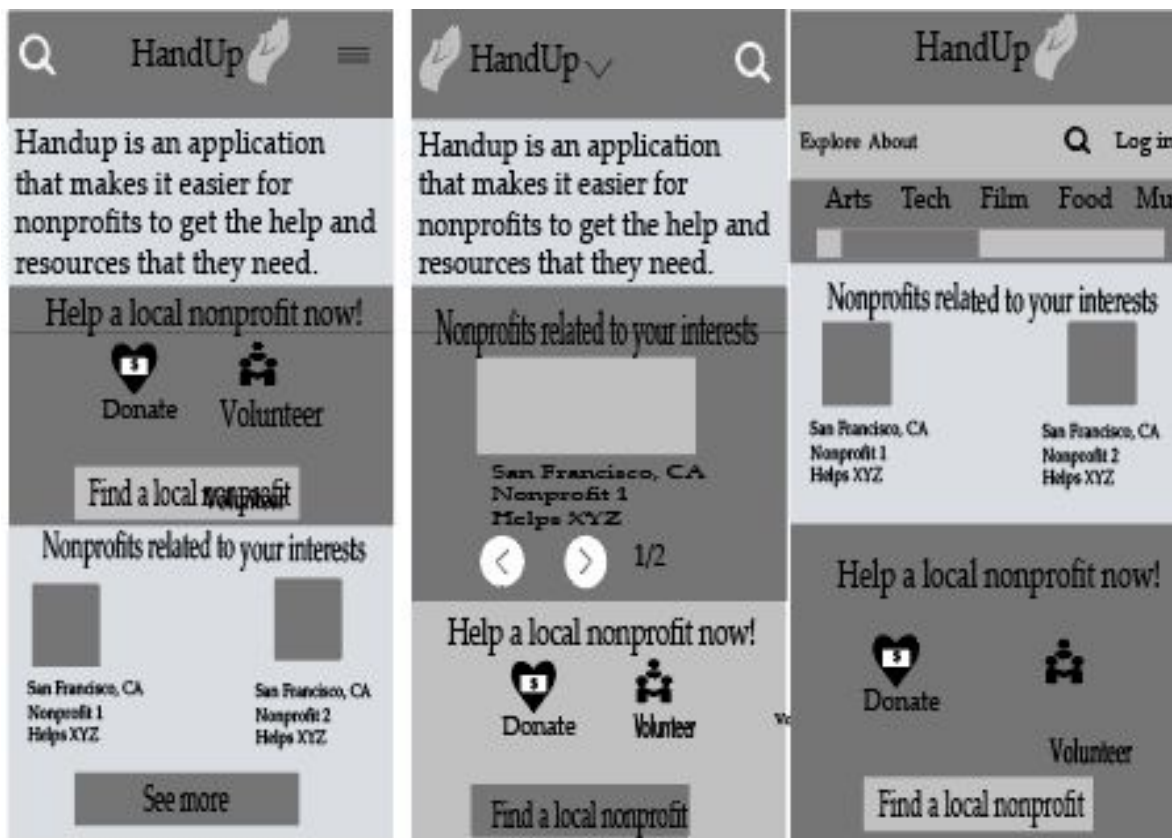 HandUp
Handup is an application
that makes it easier for
nonprofits to get the help and
resources that they need.
Help a local nonprofit now!
$
Donate
Volunteer
Find a local nonprofit
Nonprofits related to your interests
San Francisco, CA
Nonprofit 1
Helps XYZ
San Francisco, CA
Nonprofit 2
Helps XYZ
See more
HandUp
Handup is an application
that makes it easier for
nonprofits to get the help and
resources that they need.
Nonprofits related to your interests
San Francisco, CA
Nonprofit 1
Helps XYZ
1/2
Help a local nonprofit now!
$
Donate
Volunteer
Find a local nonprofit
HandUp
Explore About
Log in
Arts Tech Film Food Mu
Nonprofits related to your interests
San Francisco, CA
Nonprofit 1
Helps XYZ
San Francisco, CA
Nonprofit 2
Helps XYZ
Help a local nonprofit now!
$
Donate
Volunteer
Find a local nonprofit